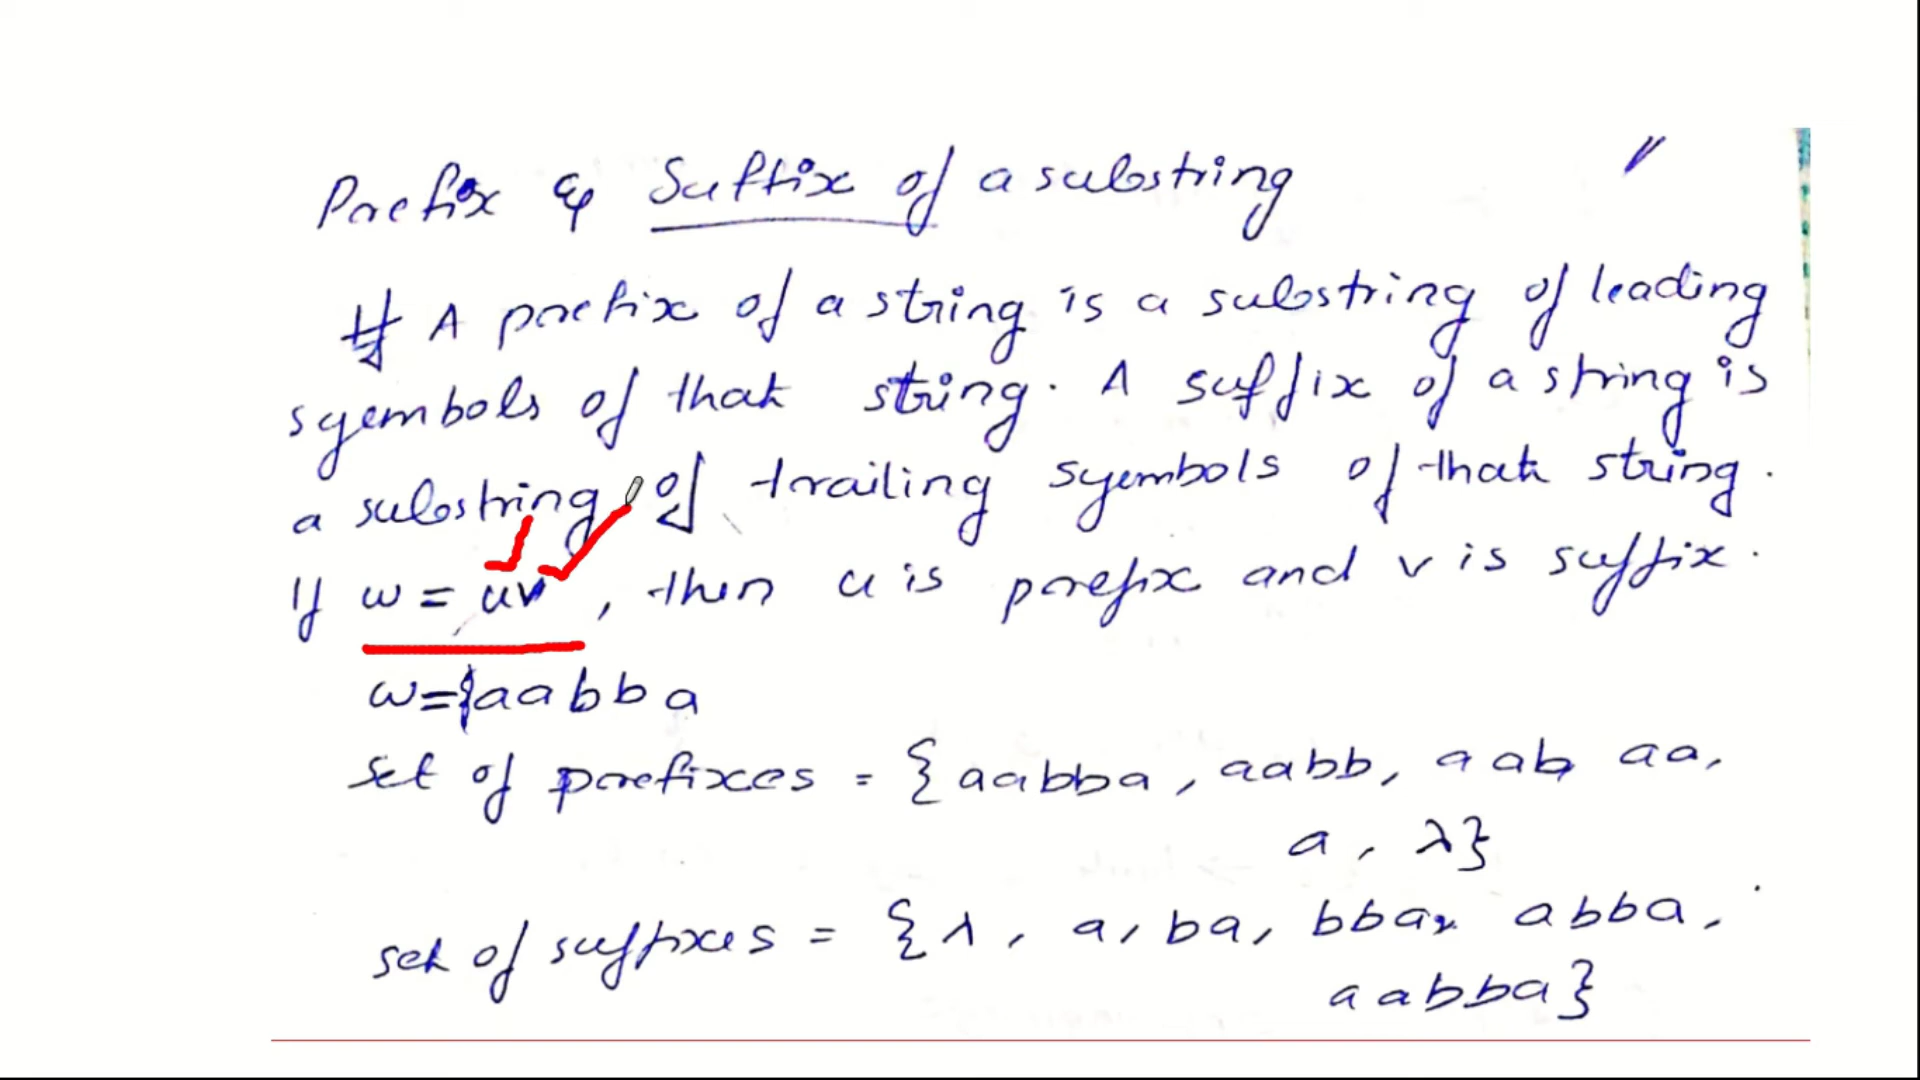 Prefix & Suffix of a substring
# A prefix of a string is a substring of leading
syembols of that string. A suffix of a string is
a substring of trailing syembols of that string.
If w = uv, then u is prefix and v is suffix.
w={aabba
set of prefixes = {aabba, aabb, aab, aa,
a, λ}
set of suffixes = {λ, a, ba, bba, abba,
aabba}